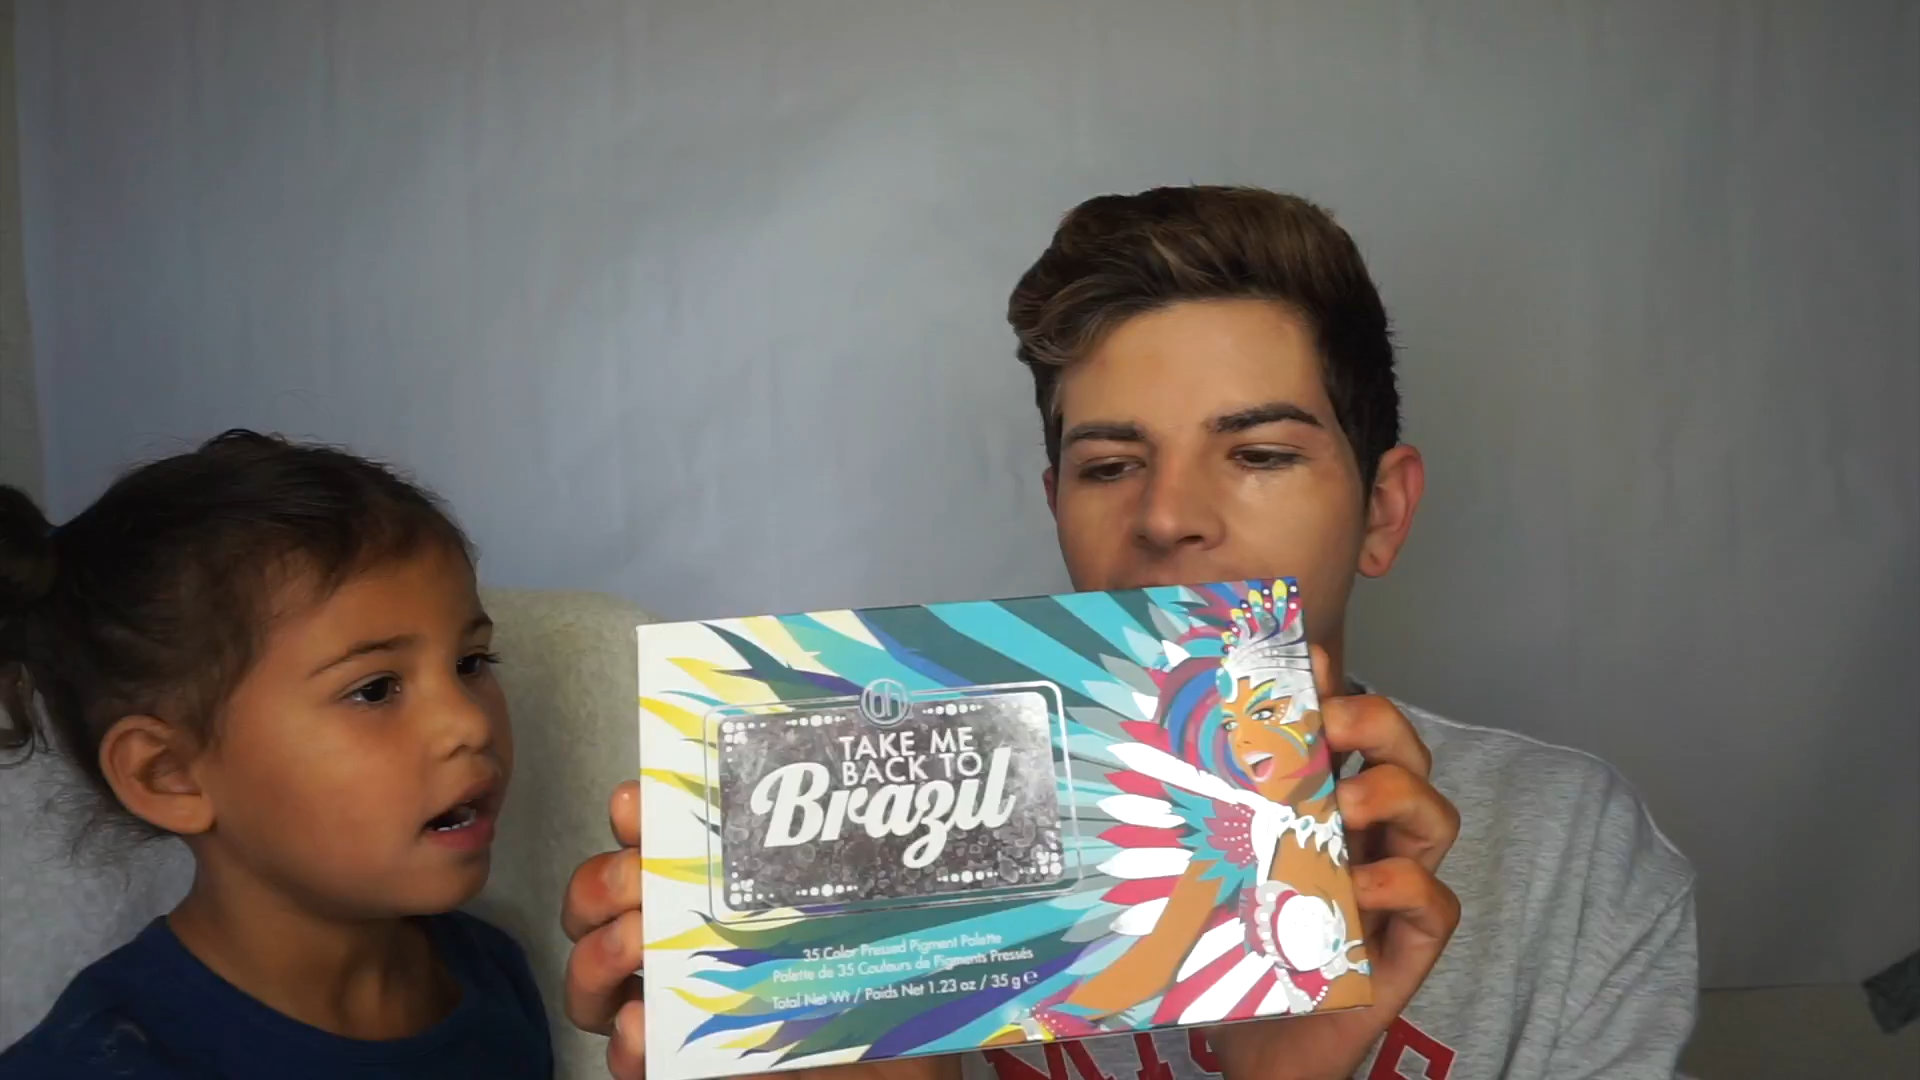 bh
TAKE ME
BACK TO
Brazil
35 Color Pressed Pigment Palette
Palette de 35 Couleurs de Pigments Pressés
Total Net Wt / Poids Net 1.23 oz / 35 g ℮